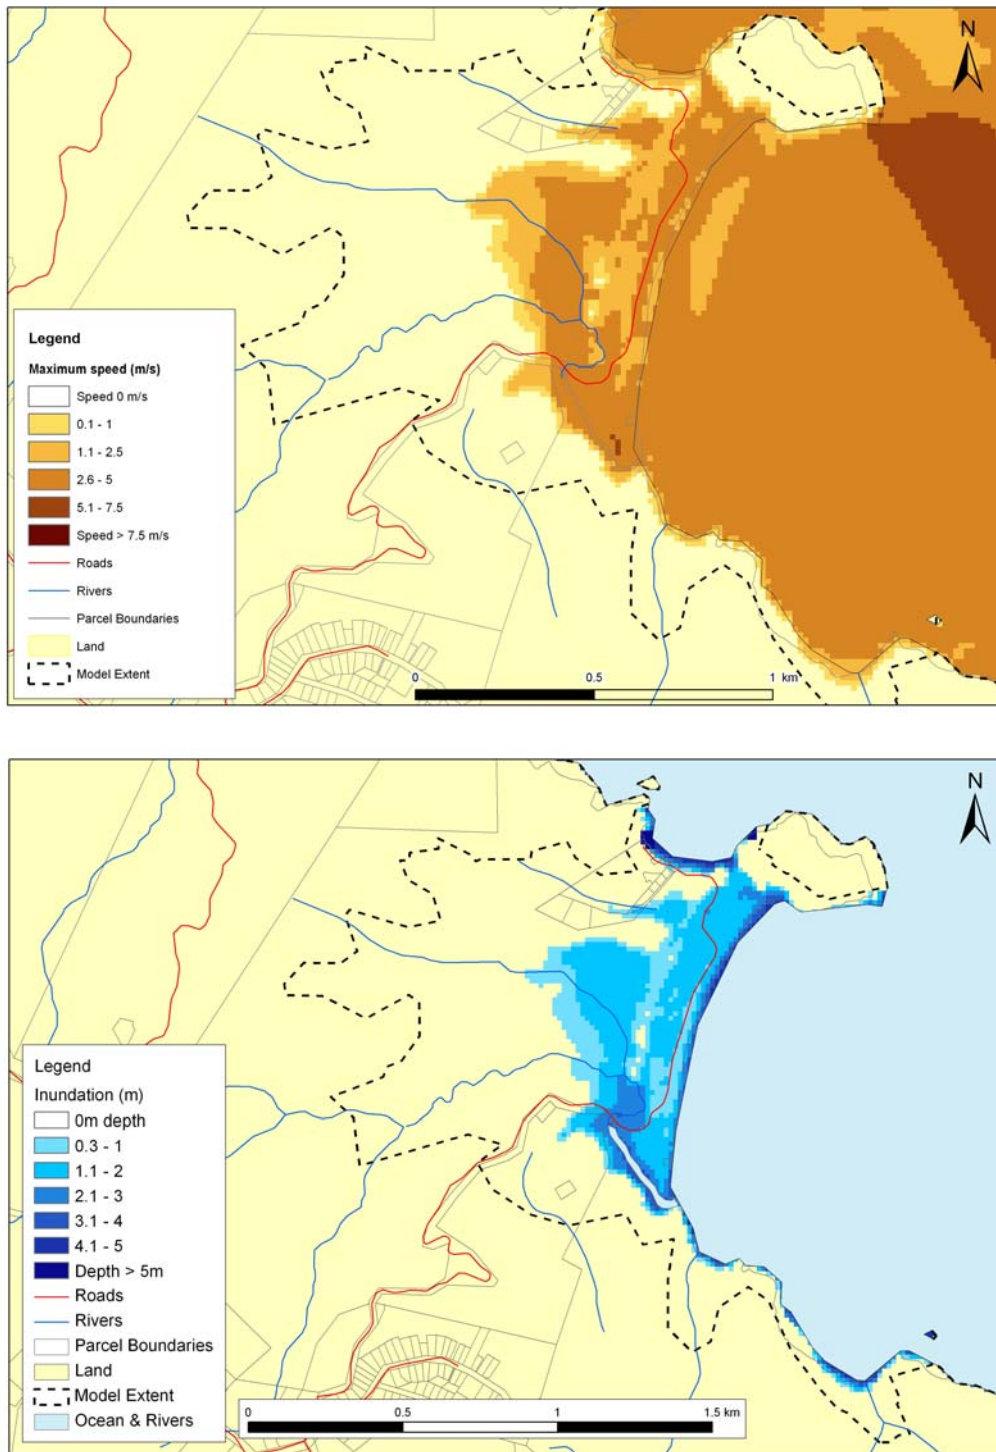 N
Legend
Maximum speed (m/s)
Speed 0 m/s
0.1 - 1
1.1 - 2.5
2.6 - 5
5.1 - 7.5
Speed > 7.5 m/s
Roads
Rivers
Parcel Boundaries
Land
Model Extent
0 0.5 1 km
N
Legend
Inundation (m)
0m depth
0.3 - 1
1.1 - 2
2.1 - 3
3.1 - 4
4.1 - 5
Depth > 5m
Roads
Rivers
Parcel Boundaries
Land
Model Extent
Ocean & Rivers
0 0.5 1 1.5 km